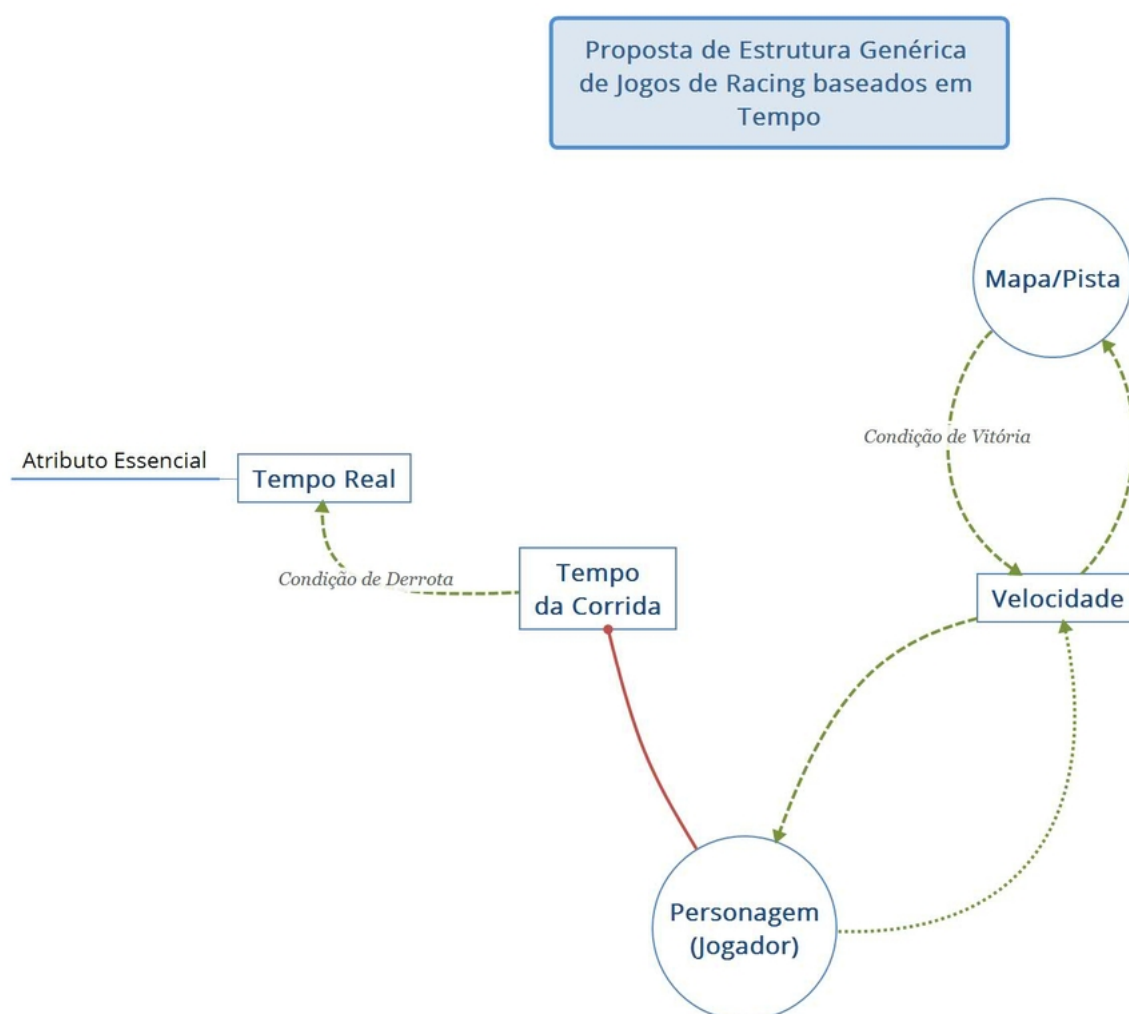 Proposta de Estrutura Genérica
de Jogos de Racing baseados em
Tempo
Mapa/Pista
Condição de Vitória
Atributo Essencial
Tempo Real
Condição de Derrota
Tempo
da Corrida
Velocidade
Personagem
(Jogador)